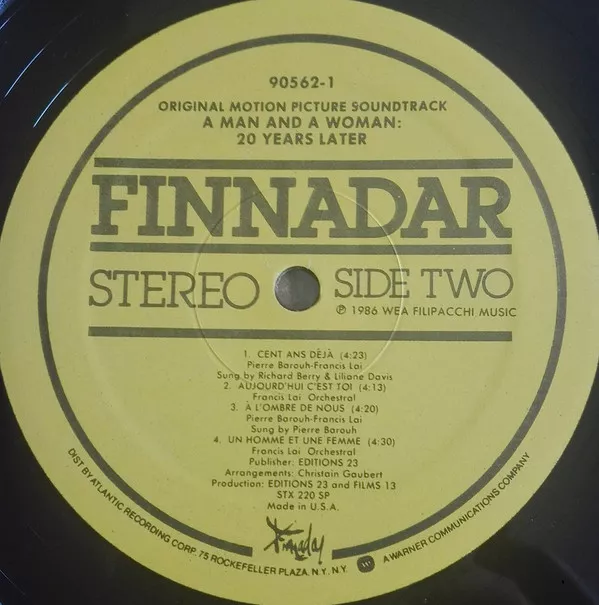 90562-1
ORIGINAL MOTION PICTURE SOUNDTRACK
A MAN AND A WOMAN:
20 YEARS LATER
FINNADAR
STEREO
SIDE TWO
℗ 1986 WEA FILIPACCHI MUSIC
1. CENT ANS DÉJÀ (4:23)
Pierre Barouh-Francis Lai
Sung by Richard Berry & Liliane Davis
2. AUJOURD'HUI C'EST TOI (4:13)
Francis Lai Orchestral
3. À L'OMBRE DE NOUS (4:20)
Pierre Barouh-Francis Lai
Sung by Pierre Barouh
4. UN HOMME ET UNE FEMME (4:30)
Francis Lai Orchestral
Publisher: EDITIONS 23
Arrangements: Christain Gaubert
Production: EDITIONS 23 and FILMS 13
STX 220 SP
Made in U.S.A.
Finnadar
DIST BY ATLANTIC RECORDING CORP. 75 ROCKEFELLER PLAZA, N.Y. N.Y. W A WARNER COMMUNICATIONS COMPANY